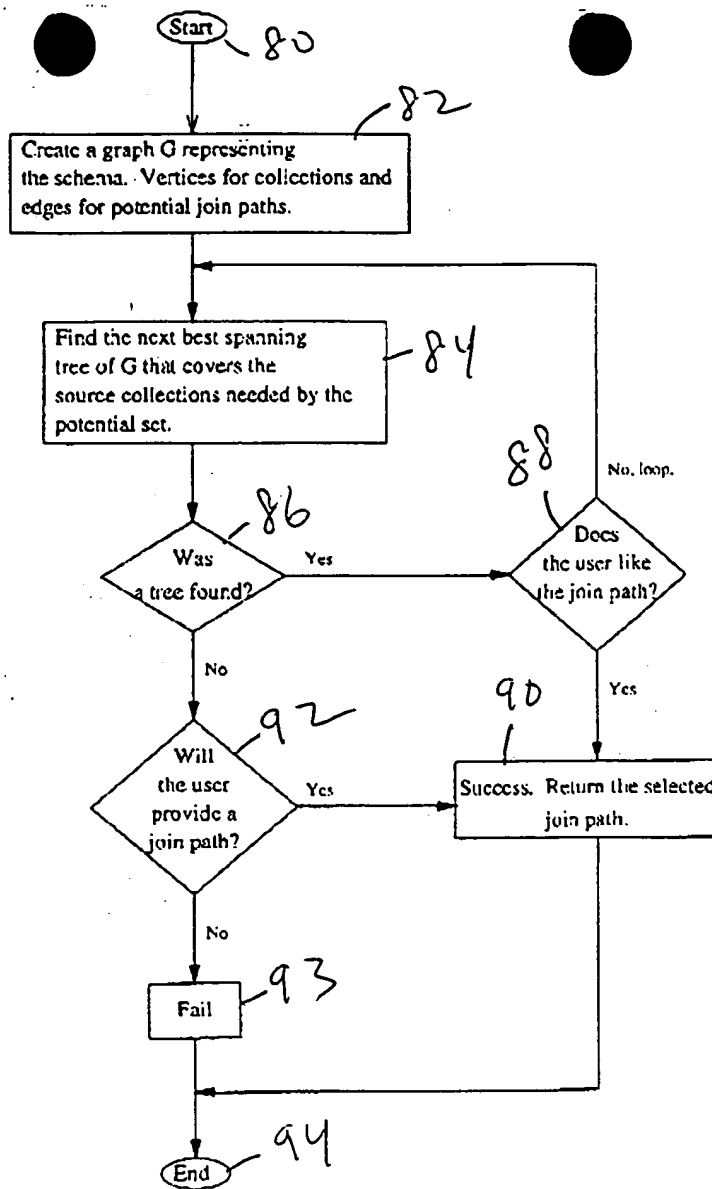 Start
80
82
Create a graph G representing
the schema. Vertices for collections and
edges for potential join paths.
Find the next best spanning
tree of G that covers the
source collections needed by the
potential set.
84
No, loop.
88
86
Was
a tree found?
Yes
Does
the user like
the join path?
No
Yes
92
90
Will
the user
provide a
join path?
Yes
Success. Return the selected
join path.
No
93
Fail
94
End